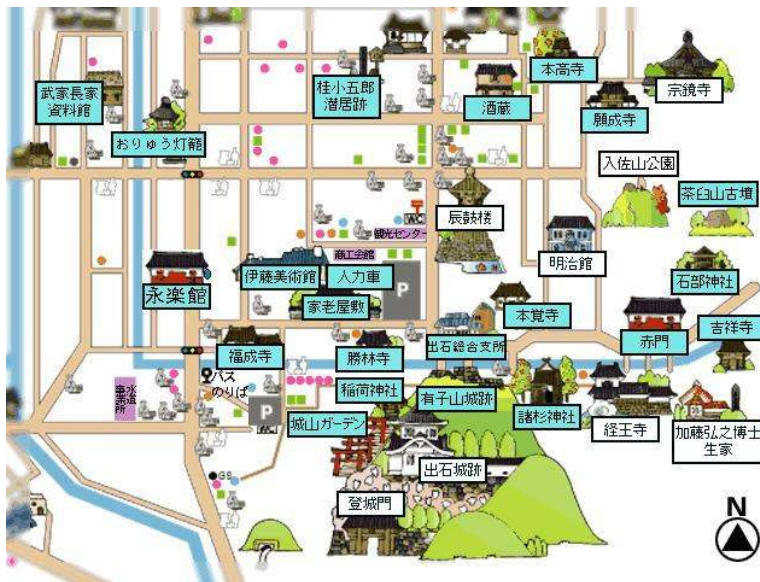 武家長家
資料館
おりゅう灯籠
桂小五郎
潜居跡
酒蔵
本高寺
願成寺
宗鏡寺
入佐山公園
茶臼山古墳
辰鼓楼
WC
観光センター
商工会館
明治館
石部神社
永楽館
伊藤美術館
人力車
家老屋敷
P
本覚寺
出石総合支所
赤門
吉祥寺
福成寺
勝林寺
バス
のりば
水道
事業所
稲荷神社
有子山城跡
諸杉神社
経王寺
加藤弘之博士
生家
P
城山ガーデン
出石城跡
登城門
GS
N